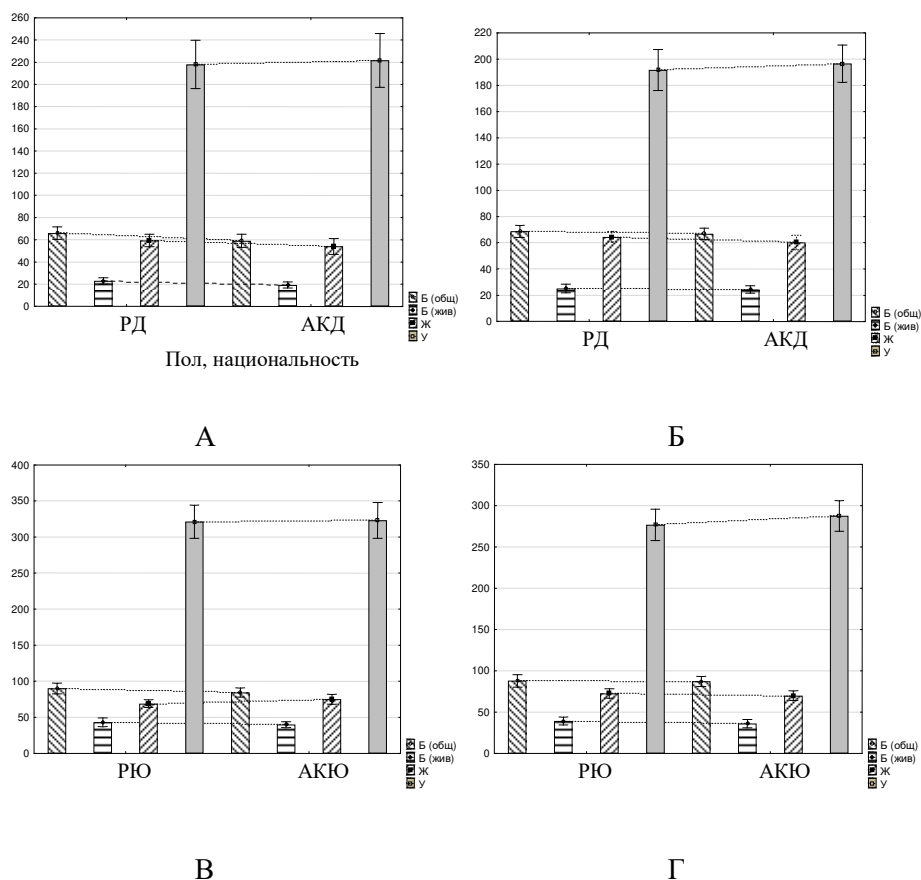 260
240
220
200
180
160
140
120
100
80
60
40
20
0
РД АКД
Пол, национальность
Б (общ)
Б (жив)
Ж
У
А
220
200
180
160
140
120
100
80
60
40
20
0
РД АКД
Б (общ)
Б (жив)
Ж
У
Б
400
350
300
250
200
150
100
50
0
РЮ АКЮ
Б (общ)
Б (жив)
Ж
У
В
350
300
250
200
150
100
50
0
РЮ АКЮ
Б (общ)
Б (жив)
Ж
У
Г